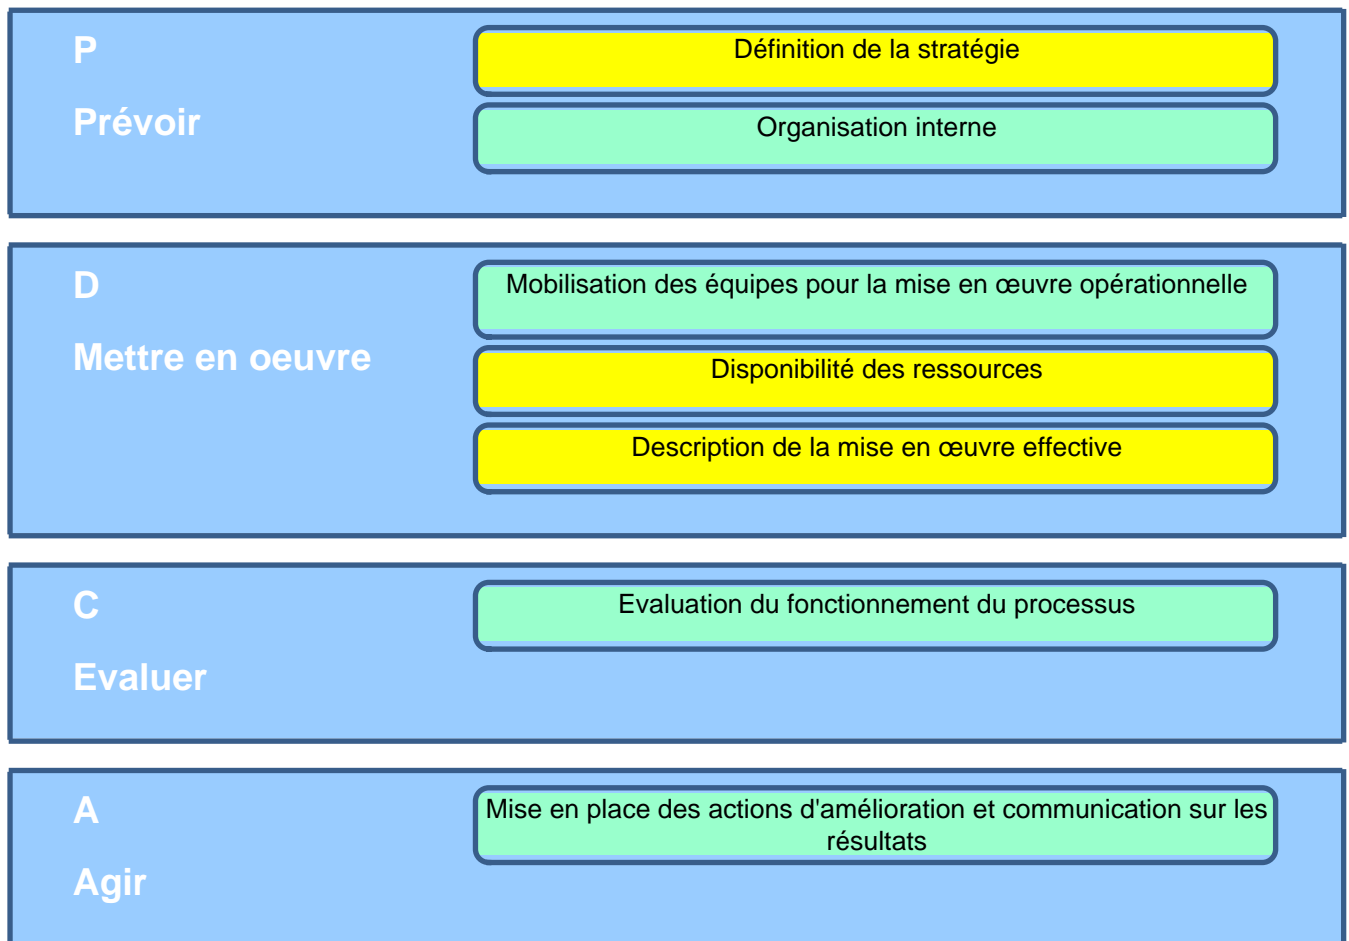 P
Définition de la stratégie
Prévoir
Organisation interne
D
Mobilisation des équipes pour la mise en œuvre opérationnelle
Mettre en oeuvre
Disponibilité des ressources
Description de la mise en œuvre effective
C
Evaluation du fonctionnement du processus
Evaluer
A
Mise en place des actions d'amélioration et communication sur les
résultats
Agir